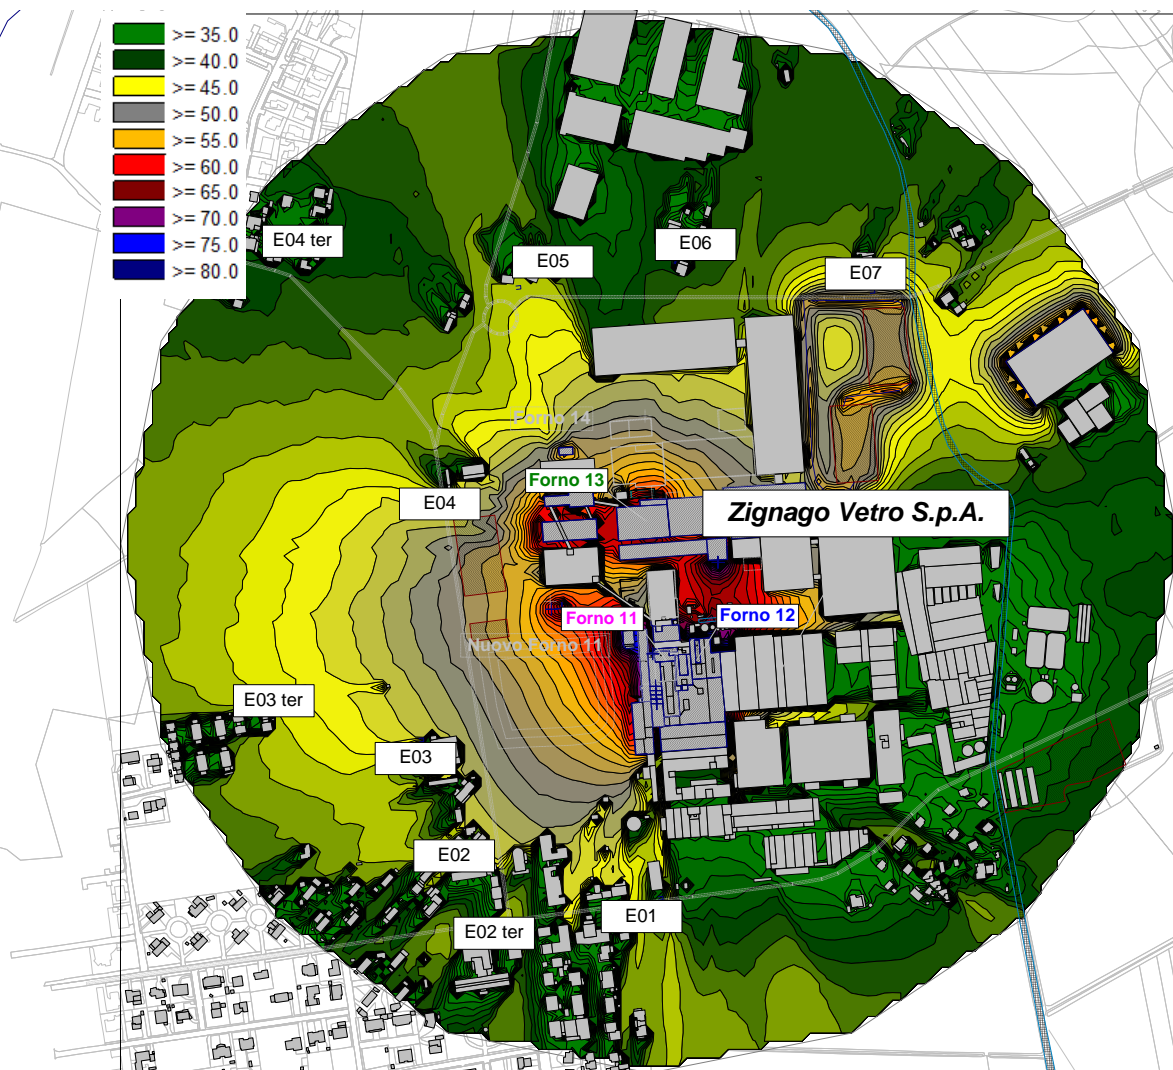 >= 35.0
>= 40.0
>= 45.0
>= 50.0
>= 55.0
>= 60.0
>= 65.0
>= 70.0
>= 75.0
>= 80.0
E04 ter
E05
E06
E07
Forno 14
Forno 13
E04
Zignago Vetro S.p.A.
Forno 11
Forno 12
Nuovo Forno 11
E03 ter
E03
E02
E01
E02 ter